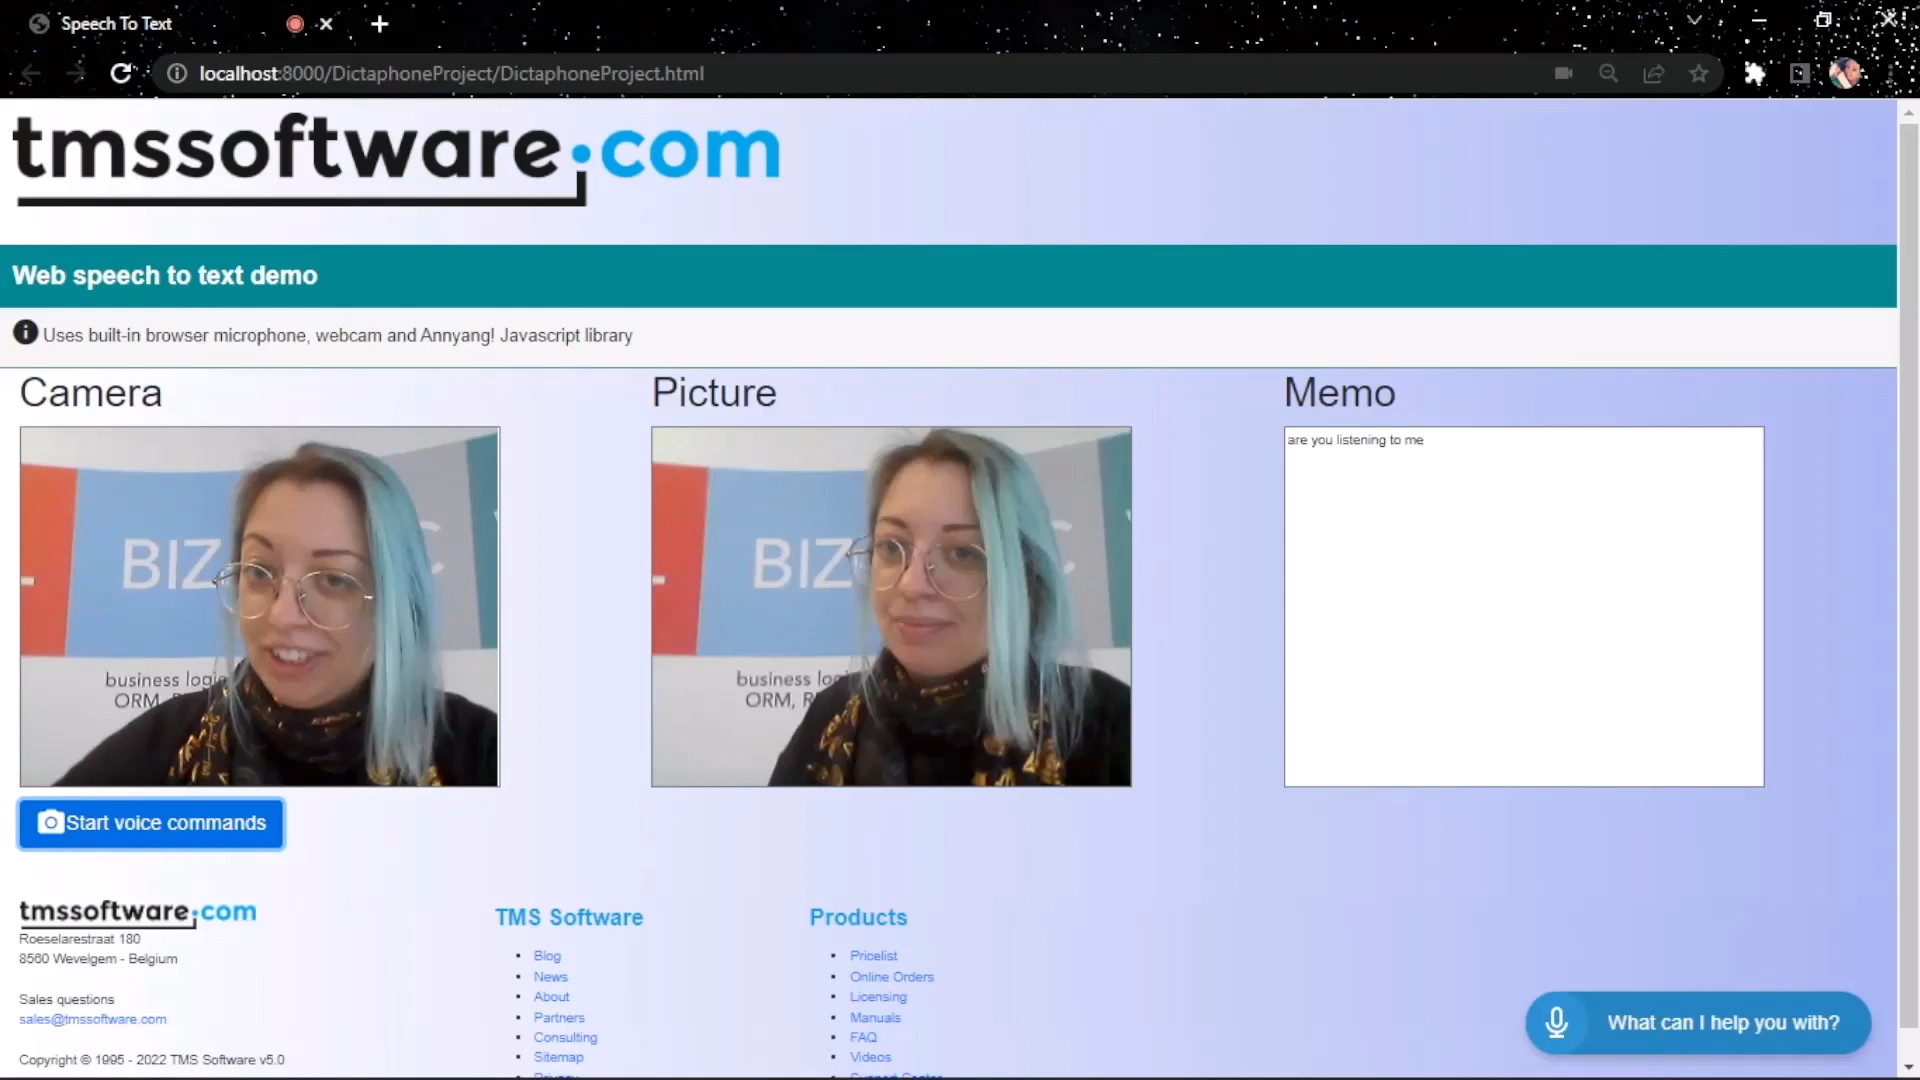 Speech To Text
localhost:8000/DictaphoneProject/DictaphoneProject.html
tmssoftware.com
Web speech to text demo
Uses built-in browser microphone, webcam and Annyang! Javascript library
Camera
Picture
Memo
BIZ
business logi
ORM, R
BIZ
business log
ORM, R
are you listening to me
Start voice commands
tmssoftware.com
Roeselarestraat 180
8560 Wevelgem - Belgium
Sales questions
sales@tmssoftware.com
Copyright © 1995 - 2022 TMS Software v5.0
TMS Software
Blog
News
About
Partners
Consulting
Sitemap
Products
Pricelist
Online Orders
Licensing
Manuals
FAQ
Videos
What can I help you with?